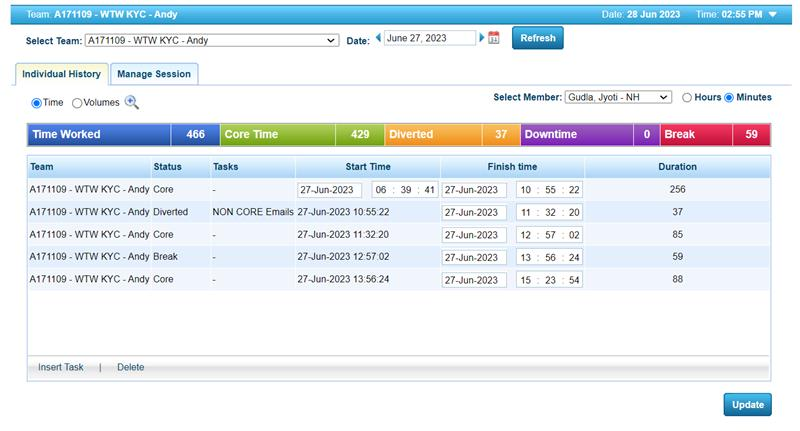 Team: A171109 - WTW KYC - Andy Date: 28 Jun 2023 Time: 02:55 PM
Select Team: A171109 - WTW KYC - Andy Date: June 27, 2023 Refresh
Individual History Manage Session
Time Volumes Select Member: Gudla, Jyoti - NH Hours Minutes
Time Worked 466 Core Time 429 Diverted 37 Downtime 0 Break 59
Team Status Tasks Start Time Finish time Duration
A171109 - WTW KYC - Andy Core - 27-Jun-2023 06 : 39 : 41 27-Jun-2023 10 : 55 : 22 256
A171109 - WTW KYC - Andy Diverted NON CORE Emails 27-Jun-2023 10:55:22 27-Jun-2023 11 : 32 : 20 37
A171109 - WTW KYC - Andy Core - 27-Jun-2023 11:32:20 27-Jun-2023 12 : 57 : 02 85
A171109 - WTW KYC - Andy Break - 27-Jun-2023 12:57:02 27-Jun-2023 13 : 56 : 24 59
A171109 - WTW KYC - Andy Core - 27-Jun-2023 13:56:24 27-Jun-2023 15 : 23 : 54 88
Insert Task | Delete
Update